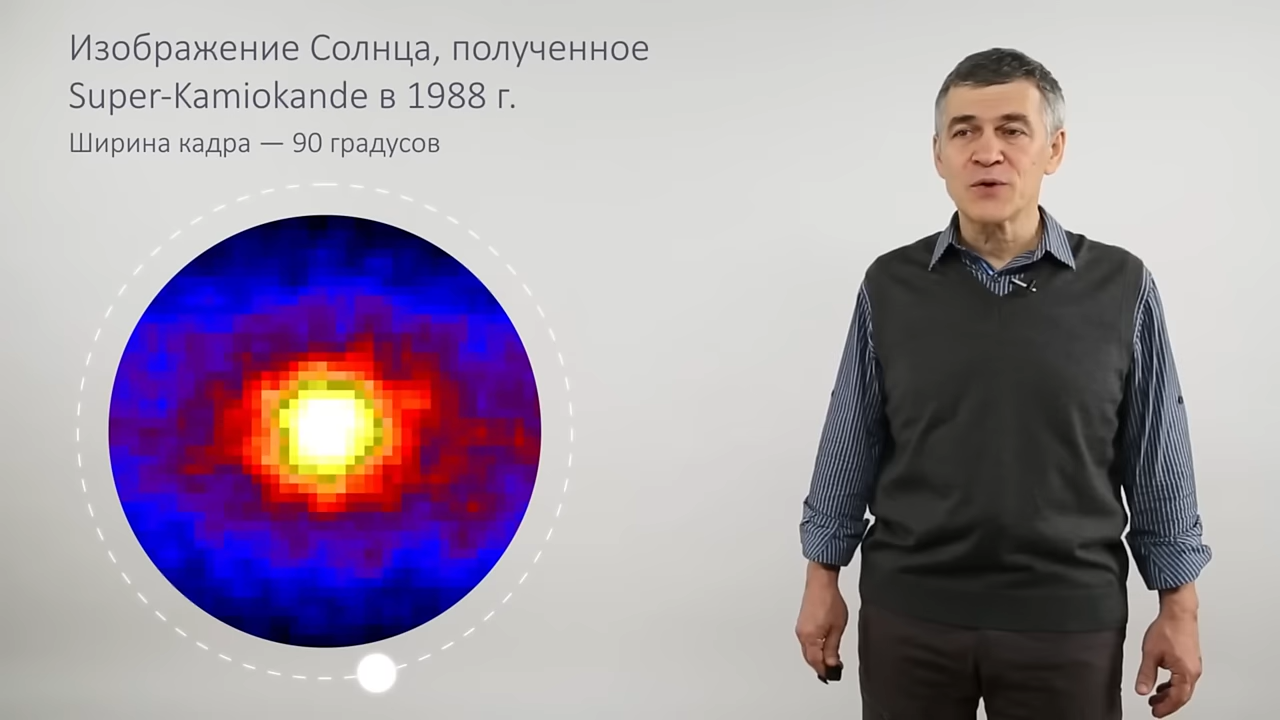 Изображение Солнца, полученное
Super-Kamiokande в 1988 г.
Ширина кадра — 90 градусов